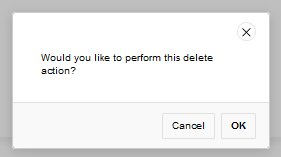 Would you like to perform this delete
action?
Cancel
OK